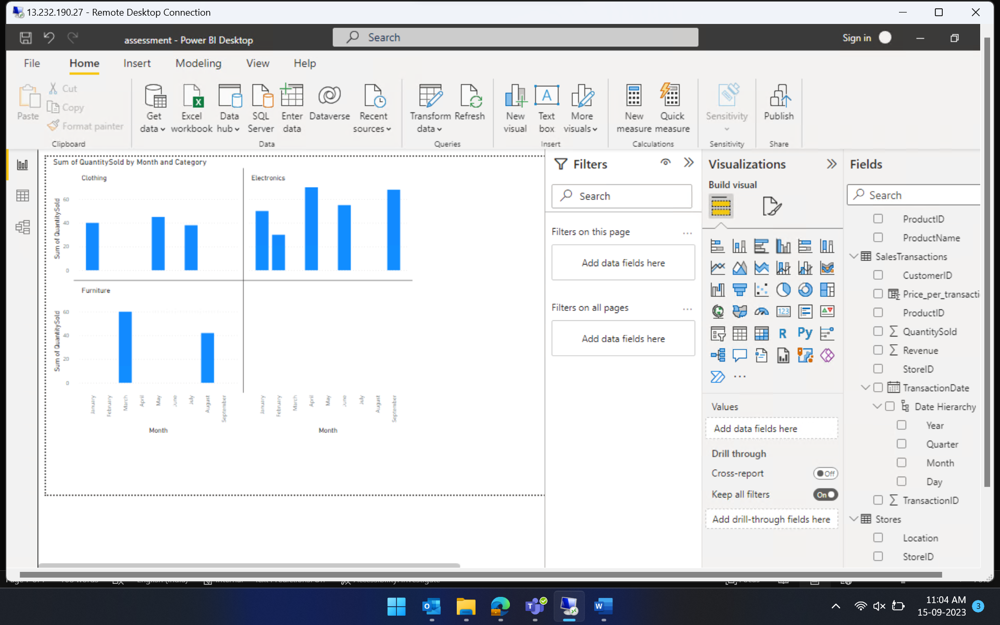 13.232.190.27 - Remote Desktop Connection
assessment - Power BI Desktop
Search
Sign in
File Home Insert Modeling View Help
Paste
Cut
Copy
Format painter
Clipboard
Get data
Excel workbook
Data hub
SQL Server
Enter data
Dataverse
Recent sources
Data
Transform data
Refresh
Queries
New visual
Text box
More visuals
Insert
New measure
Quick measure
Calculations
Sensitivity
Sensitivity
Publish
Share
Sum of QuantitySold by Month and Category
Clothing
Electronics
Sum of QuantitySold
60
40
20
0
Furniture
Sum of QuantitySold
60
40
20
0
January February March April May June July August September
January February March April May June July August September
Month
Month
Filters
Search
Filters on this page
...
Add data fields here
Filters on all pages
...
Add data fields here
Visualizations
Build visual
123
R
Py
...
Values
Add data fields here
Drill through
Cross-report
Off
Keep all filters
On
Add drill-through fields here
Fields
Search
ProductID
ProductName
SalesTransactions
CustomerID
Price_per_transacti
ProductID
QuantitySold
Revenue
StoreID
TransactionDate
Date Hierarchy
Year
Quarter
Month
Day
TransactionID
Stores
Location
StoreID
11:04 AM
15-09-2023
3